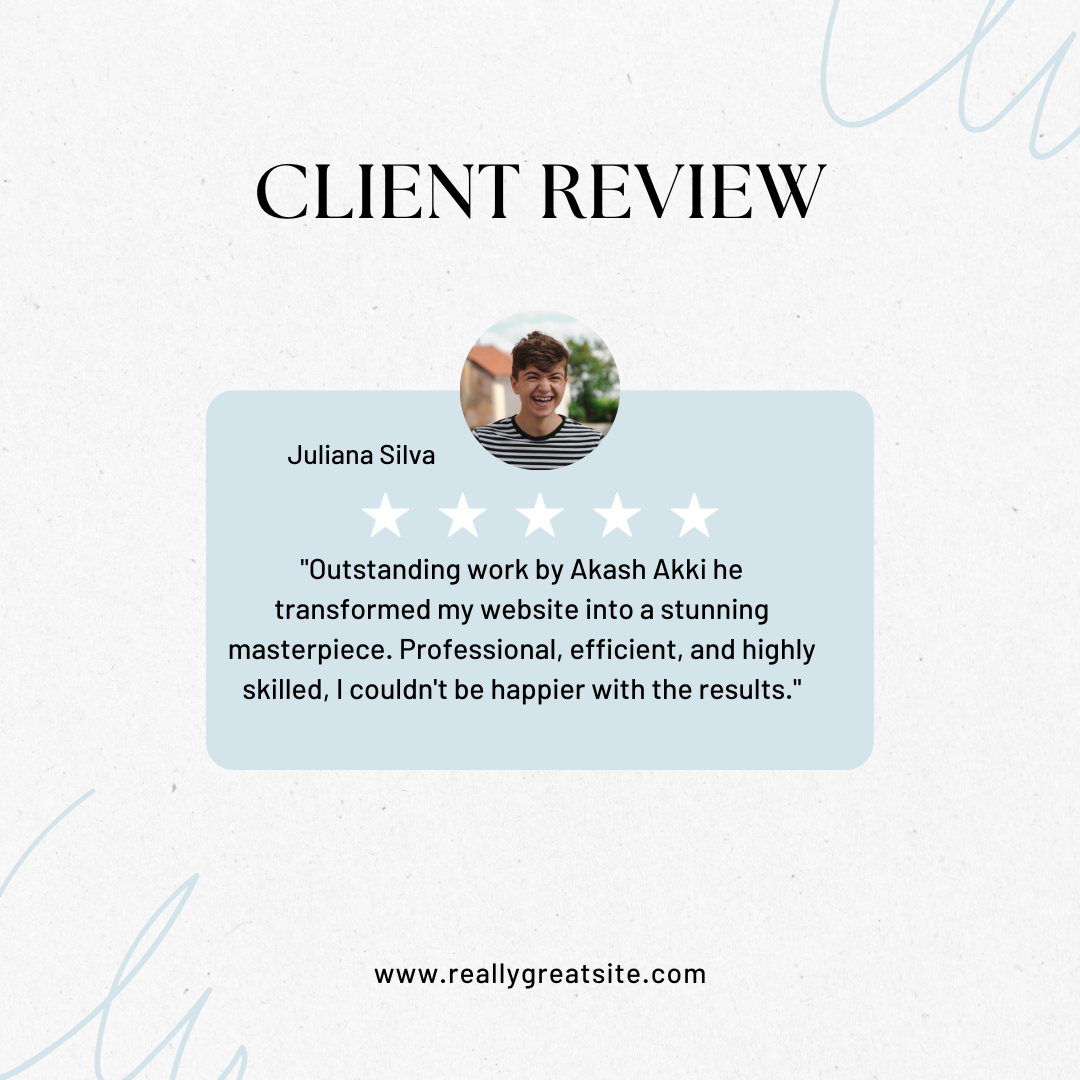 CLIENT REVIEW
Juliana Silva
"Outstanding work by Akash Akki he
transformed my website into a stunning
masterpiece. Professional, efficient, and highly
skilled, I couldn't be happier with the results."
www.reallygreatsite.com